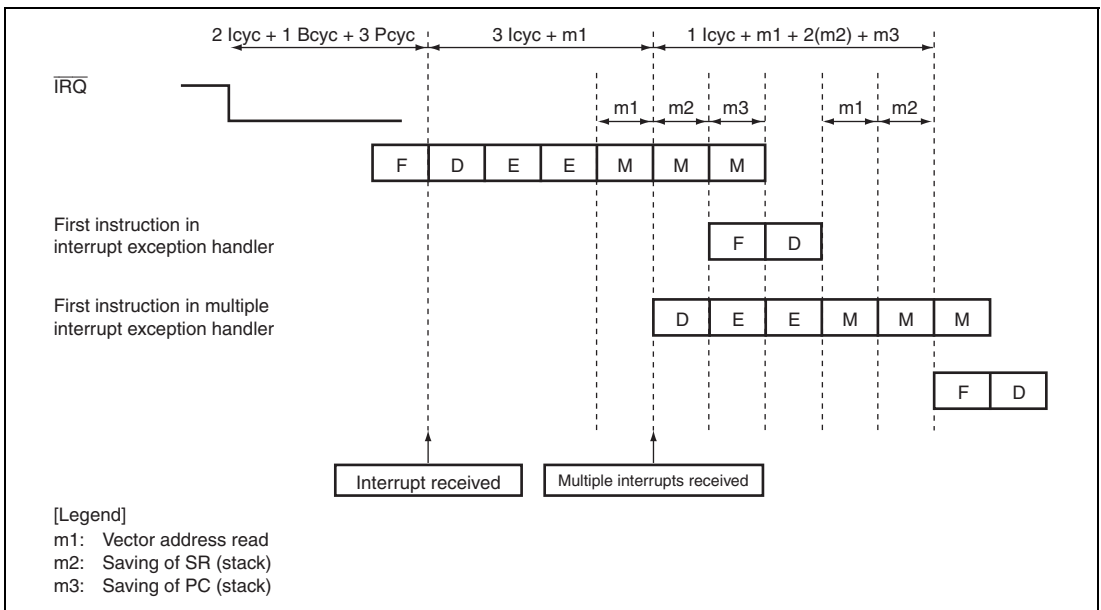 2 Icyc + 1 Bcyc + 3 Pcyc 3 Icyc + m1 1 Icyc + m1 + 2(m2) + m3
IRQ
m1 m2 m3 m1 m2
F D E E M M M
First instruction in
interrupt exception handler
F D
First instruction in multiple
interrupt exception handler
D E E M M M
F D
Interrupt received Multiple interrupts received
[Legend]
m1: Vector address read
m2: Saving of SR (stack)
m3: Saving of PC (stack)